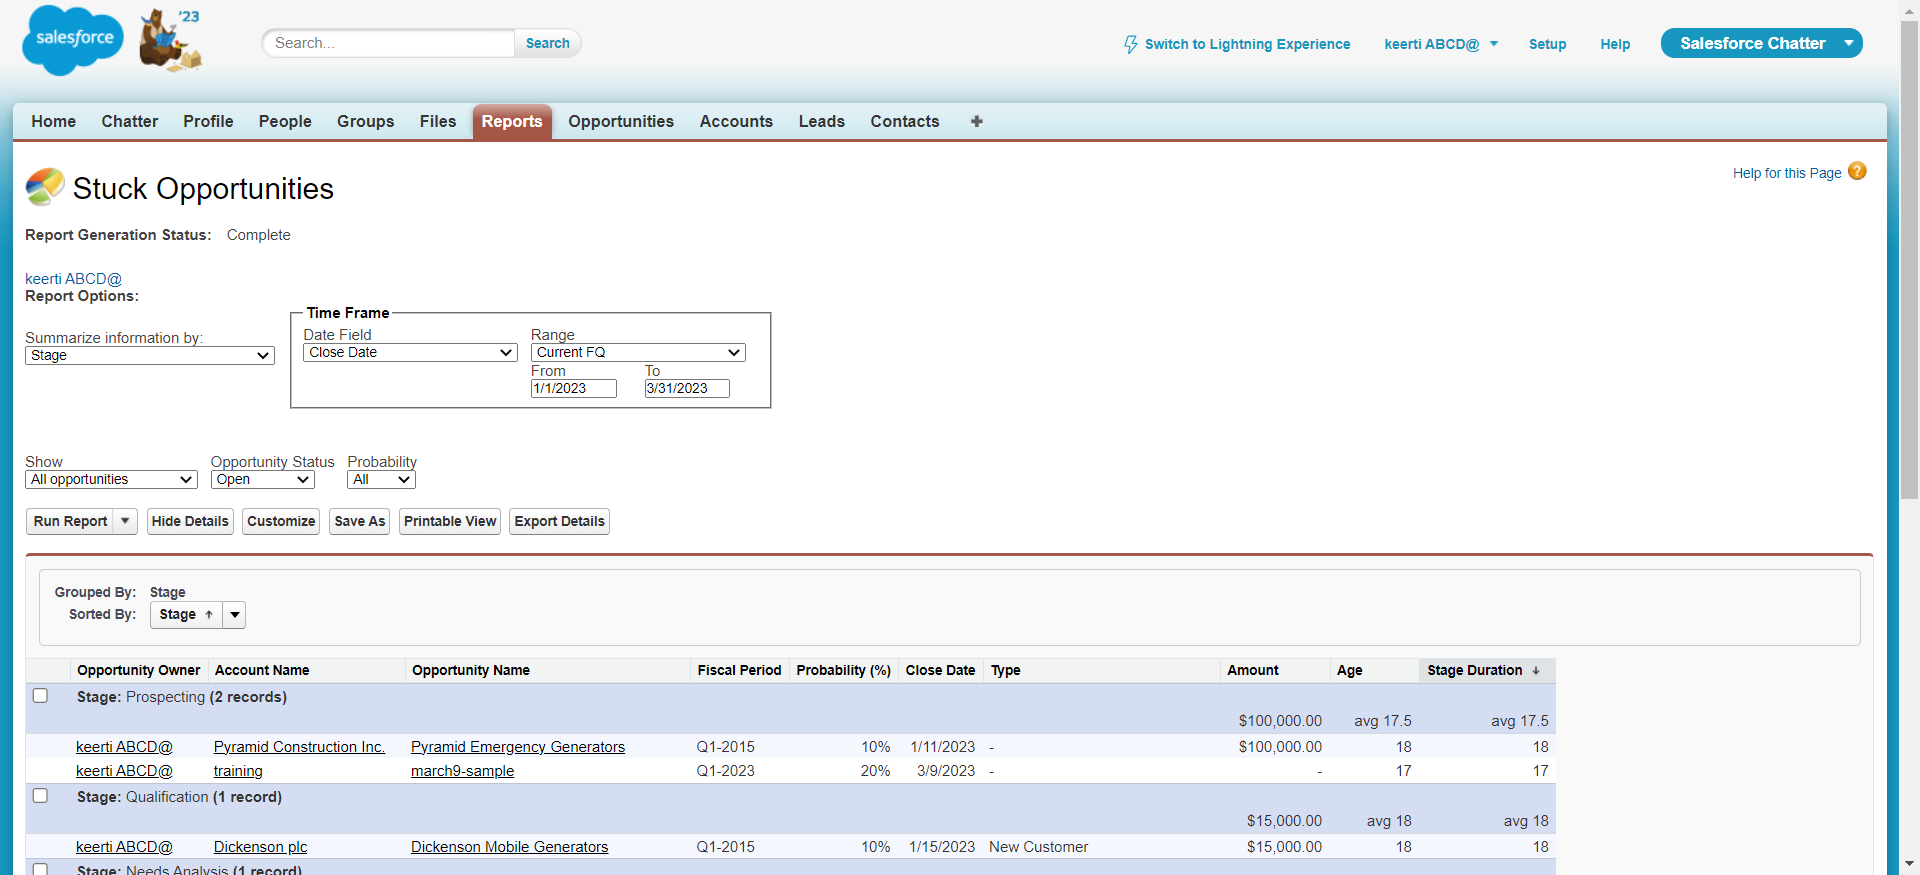 salesforce
'23
Search...
Search
Switch to Lightning Experience
keerti ABCD@
Setup
Help
Salesforce Chatter
Home
Chatter
Profile
People
Groups
Files
Reports
Opportunities
Accounts
Leads
Contacts
Stuck Opportunities
Help for this Page
Report Generation Status: Complete
keerti ABCD@
Report Options:
Summarize information by:
Stage
Time Frame
Date Field
Close Date
Range
Current FQ
From
1/1/2023
To
3/31/2023
Show
All opportunities
Opportunity Status
Open
Probability
All
Run Report
Hide Details
Customize
Save As
Printable View
Export Details
Grouped By: Stage
Sorted By: Stage
Opportunity Owner Account Name Opportunity Name Fiscal Period Probability (%) Close Date Type Amount Age Stage Duration
Stage: Prospecting (2 records)
$100,000.00 avg 17.5 avg 17.5
keerti ABCD@ Pyramid Construction Inc. Pyramid Emergency Generators Q1-2015 10% 1/11/2023 - $100,000.00 18 18
keerti ABCD@ training march9-sample Q1-2023 20% 3/9/2023 - - 17 17
Stage: Qualification (1 record)
$15,000.00 avg 18 avg 18
keerti ABCD@ Dickenson plc Dickenson Mobile Generators Q1-2015 10% 1/15/2023 New Customer $15,000.00 18 18
Stage: Needs Analysis (1 record)